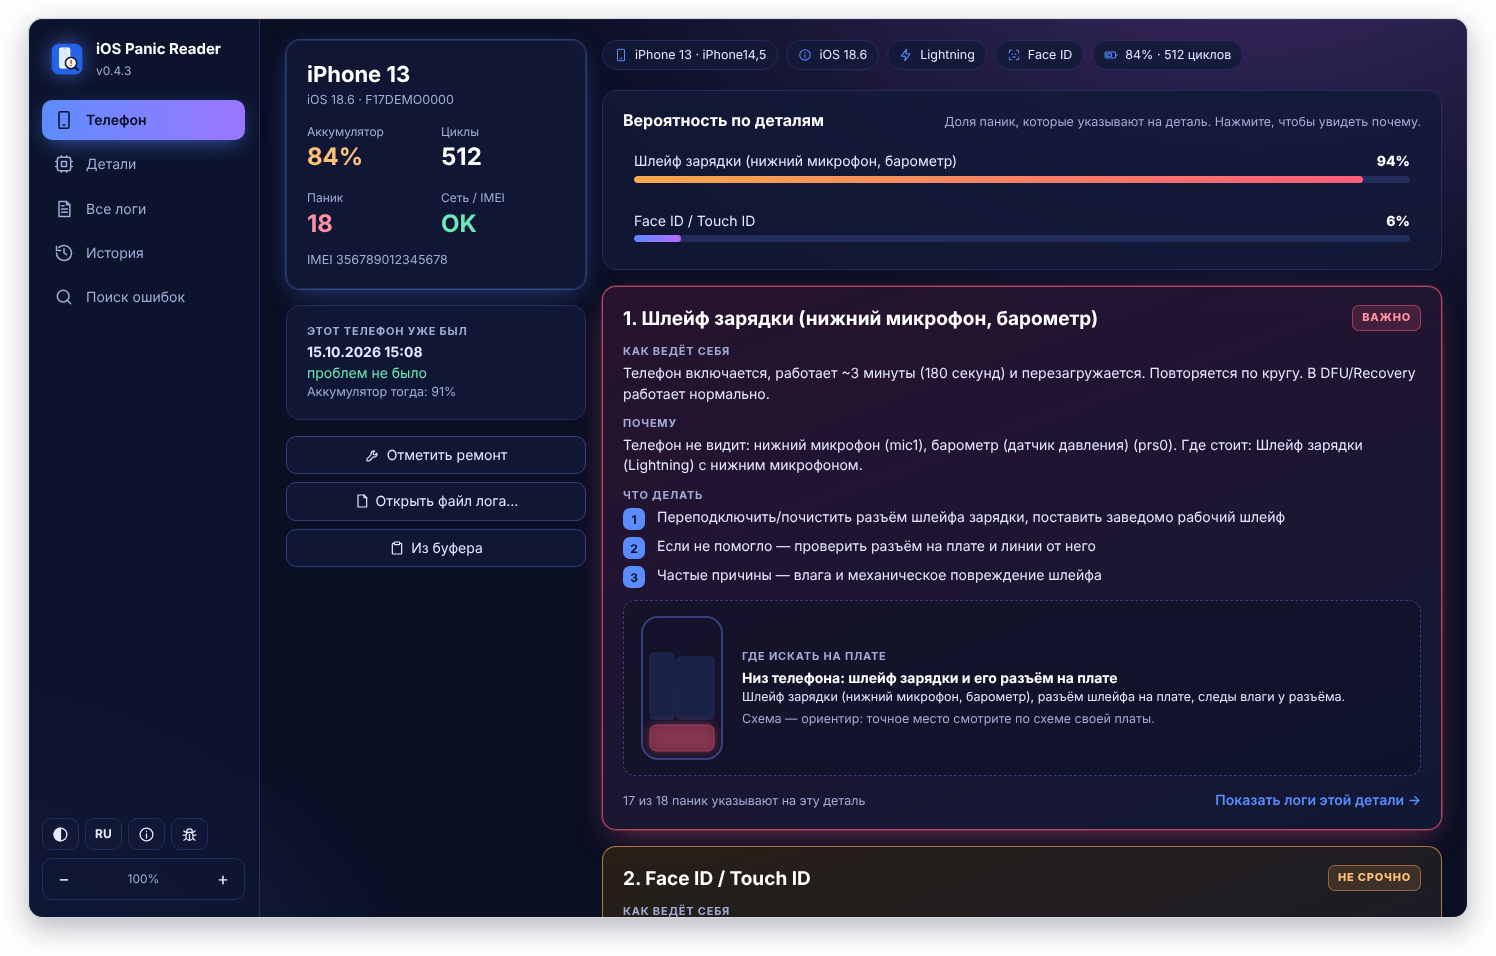 iOS Panic Reader
v0.4.3
Телефон
Детали
Все логи
История
Поиск ошибок
RU
− 100% +
iPhone 13
iOS 18.6 · F17DEMO0000
Аккумулятор Циклы
84% 512
Паник Сеть / IMEI
18 OK
IMEI 356789012345678
ЭТОТ ТЕЛЕФОН УЖЕ БЫЛ
15.10.2026 15:08
проблем не было
Аккумулятор тогда: 91%
Отметить ремонт
Открыть файл лога...
Из буфера
iPhone 13 · iPhone14,5 iOS 18.6 Lightning Face ID 84% · 512 циклов
Вероятность по деталям Доля паник, которые указывают на деталь. Нажмите, чтобы увидеть почему.
Шлейф зарядки (нижний микрофон, барометр) 94%
Face ID / Touch ID 6%
1. Шлейф зарядки (нижний микрофон, барометр) ВАЖНО
КАК ВЕДЁТ СЕБЯ
Телефон включается, работает ~3 минуты (180 секунд) и перезагружается. Повторяется по кругу. В DFU/Recovery
работает нормально.
ПОЧЕМУ
Телефон не видит: нижний микрофон (mic1), барометр (датчик давления) (prs0). Где стоит: Шлейф зарядки
(Lightning) с нижним микрофоном.
ЧТО ДЕЛАТЬ
1 Переподключить/почистить разъём шлейфа зарядки, поставить заведомо рабочий шлейф
2 Если не помогло — проверить разъём на плате и линии от него
3 Частые причины — влага и механическое повреждение шлейфа
ГДЕ ИСКАТЬ НА ПЛАТЕ
Низ телефона: шлейф зарядки и его разъём на плате
Шлейф зарядки (нижний микрофон, барометр), разъём шлейфа на плате, следы влаги у разъёма.
Схема — ориентир: точное место смотрите по схеме своей платы.
17 из 18 паник указывают на эту деталь Показать логи этой детали →
2. Face ID / Touch ID НЕ СРОЧНО
КАК ВЕДЁТ СЕБЯ